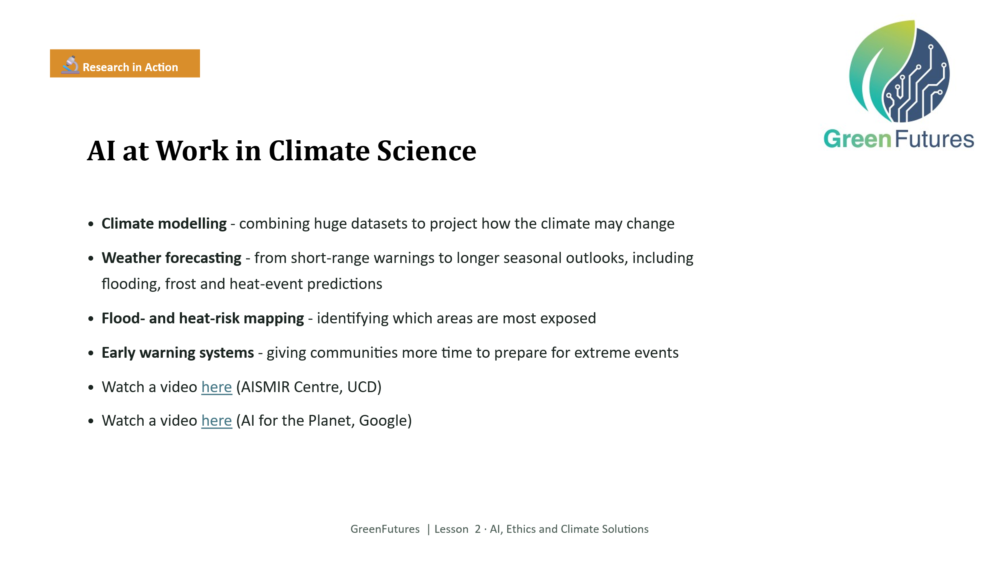 Research in Action
GreenFutures
AI at Work in Climate Science
• Climate modelling - combining huge datasets to project how the climate may change
• Weather forecasting - from short-range warnings to longer seasonal outlooks, including
flooding, frost and heat-event predictions
• Flood- and heat-risk mapping - identifying which areas are most exposed
• Early warning systems - giving communities more time to prepare for extreme events
• Watch a video here (AISMIR Centre, UCD)
• Watch a video here (AI for the Planet, Google)
GreenFutures | Lesson 2 · AI, Ethics and Climate Solutions